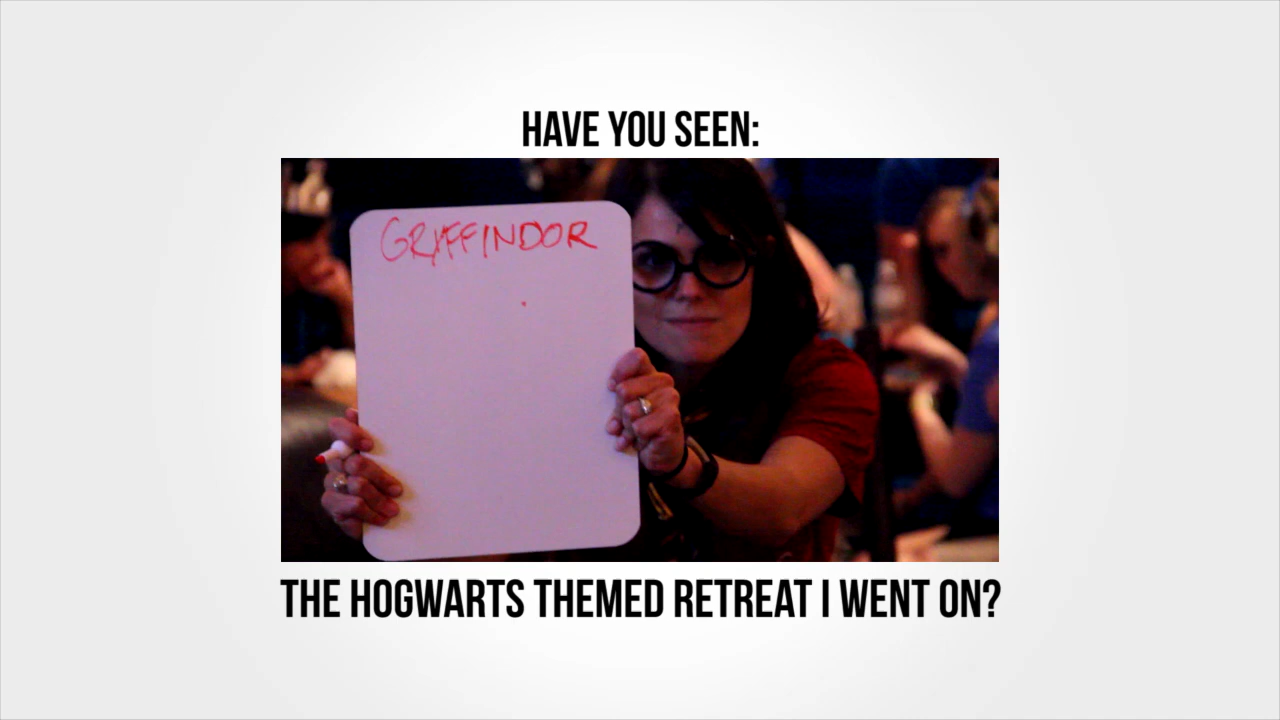 HAVE YOU SEEN:
GRYFFINDOR
THE HOGWARTS THEMED RETREAT I WENT ON?